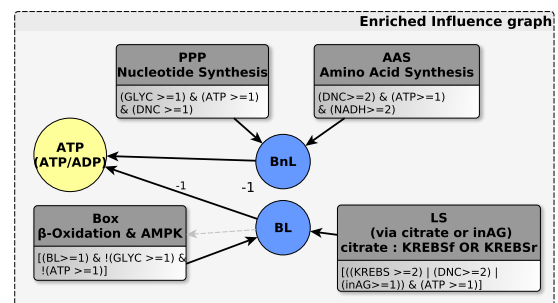 Enriched Influence graph
PPP
Nucleotide Synthesis
(GLYC >=1) & (ATP >=1)
& (DNC >=1)
AAS
Amino Acid Synthesis
(DNC>=2) & (ATP>=1)
& (NADH>=2)
ATP
(ATP/ADP)
BnL
-1
-1
BL
Box
β-Oxidation & AMPK
[(BL>=1) & !(GLYC >=1) &
!(ATP >=1)]
LS
(via citrate or inAG)
citrate : KREBSf OR KREBSr
[((KREBS >=2) | (DNC>=2) |
(inAG>=1)) & (ATP >=1)]